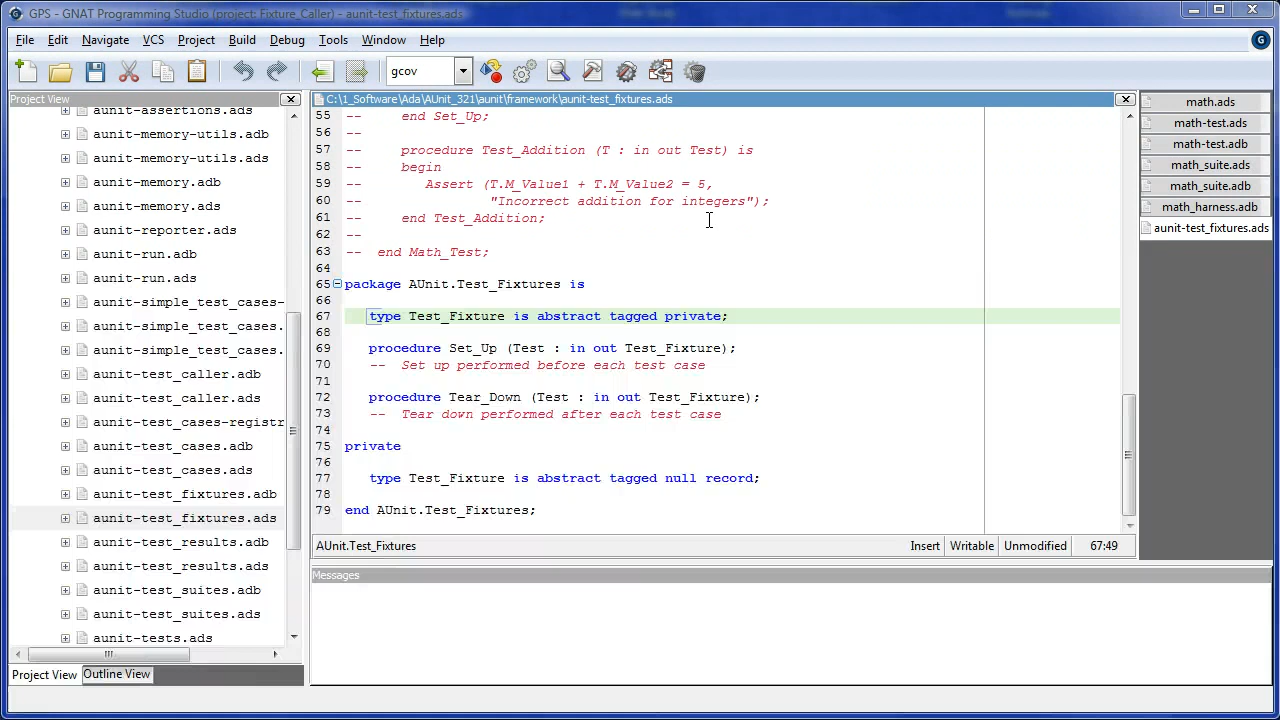 GPS - GNAT Programming Studio (project: Fixture_Caller) - aunit-test_fixtures.ads
File Edit Navigate VCS Project Build Debug Tools Window Help
gcov
Project View
C:\1_Software\Ada\AUnit_321\aunit\framework\aunit-test_fixtures.ads
aunit-assertions.ads
aunit-memory-utils.adb
aunit-memory-utils.ads
aunit-memory.adb
aunit-memory.ads
aunit-reporter.ads
aunit-run.adb
aunit-run.ads
aunit-simple_test_cases-
aunit-simple_test_cases.
aunit-simple_test_cases.
aunit-test_caller.adb
aunit-test_caller.ads
aunit-test_cases-registr
aunit-test_cases.adb
aunit-test_cases.ads
aunit-test_fixtures.adb
aunit-test_fixtures.ads
aunit-test_results.adb
aunit-test_results.ads
aunit-test_suites.adb
aunit-test_suites.ads
aunit-tests.ads
Project View Outline View
55 -- end Set_Up;
56 --
57 -- procedure Test_Addition (T : in out Test) is
58 -- begin
59 -- Assert (T.M_Value1 + T.M_Value2 = 5,
60 -- "Incorrect addition for integers");
61 -- end Test_Addition;
62 --
63 -- end Math_Test;
64
65 package AUnit.Test_Fixtures is
66
67 type Test_Fixture is abstract tagged private;
68
69 procedure Set_Up (Test : in out Test_Fixture);
70 -- Set up performed before each test case
71
72 procedure Tear_Down (Test : in out Test_Fixture);
73 -- Tear down performed after each test case
74
75 private
76
77 type Test_Fixture is abstract tagged null record;
78
79 end AUnit.Test_Fixtures;
AUnit.Test_Fixtures Insert Writable Unmodified 67:49
Messages
math.ads
math-test.ads
math-test.adb
math_suite.ads
math_suite.adb
math_harness.adb
aunit-test_fixtures.ads